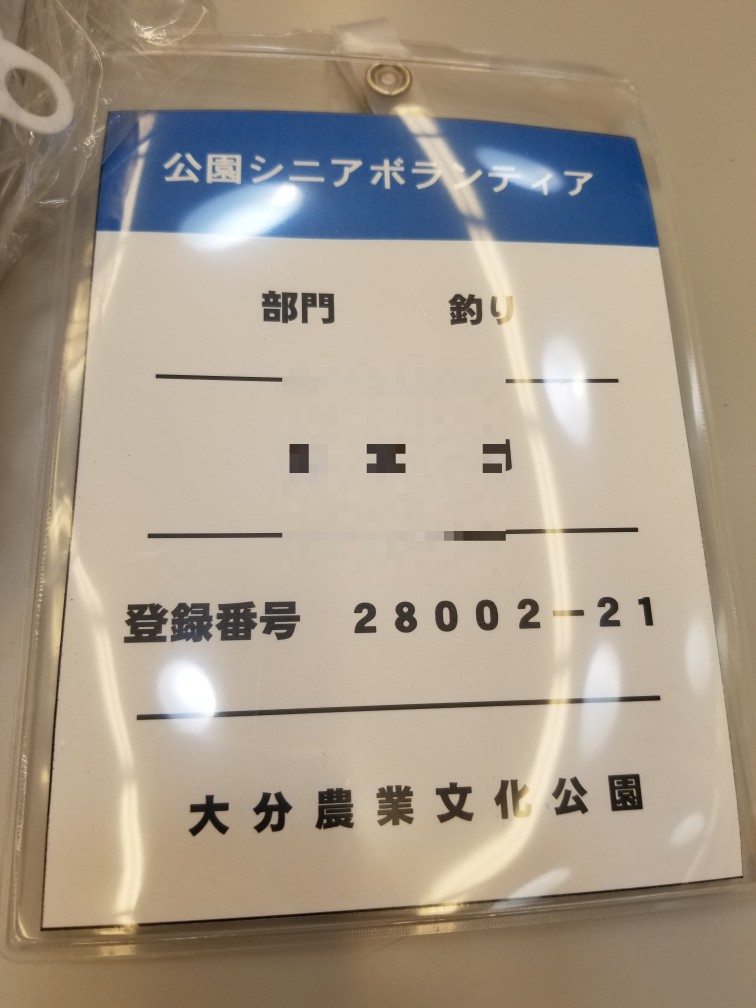 公園シニアボランティア
部門 釣り
登録番号 28002-21
大分農業文化公園